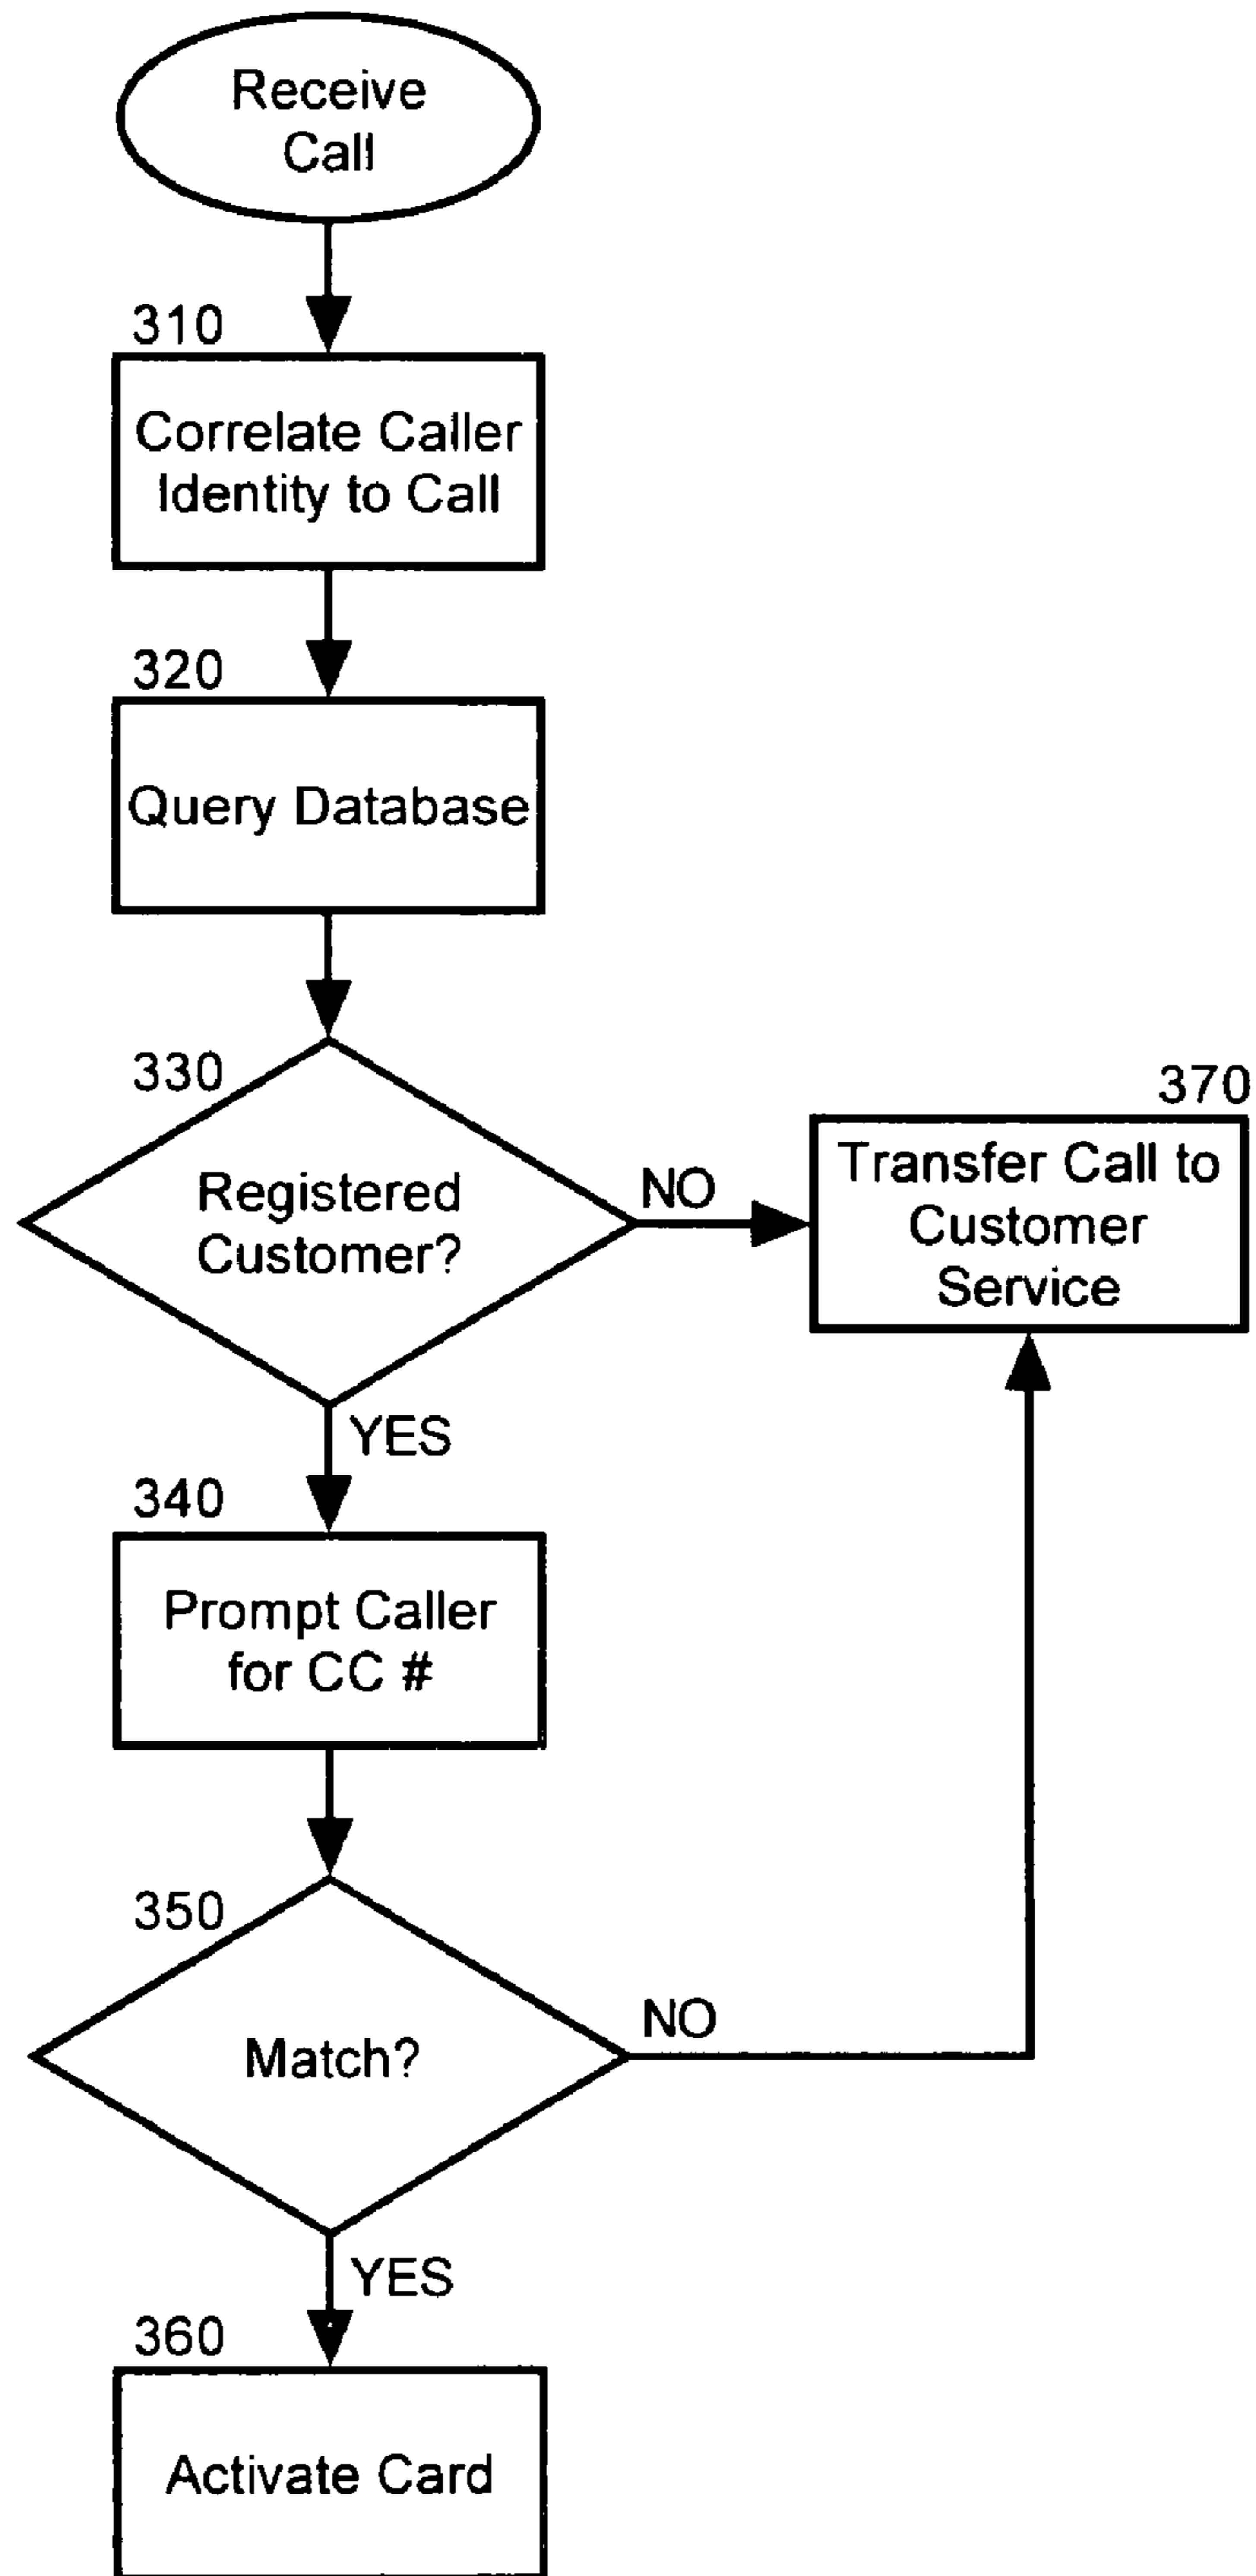 Receive
Call
310
Correlate Caller
Identity to Call
320
Query Database
330
Registered
Customer?
NO
370
Transfer Call to
Customer
Service
YES
340
Prompt Caller
for CC #
350
Match?
NO
YES
360
Activate Card